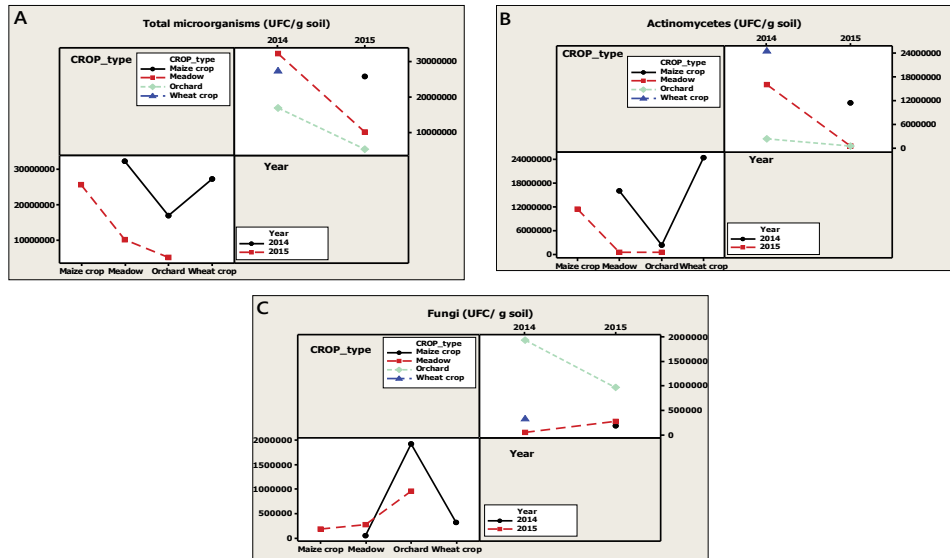 A
Total microorganisms (UFC/g soil)
2014 2015
CROP_type
CROP_type
Maize crop
Meadow
Orchard
Wheat crop
30000000
20000000
10000000
Year
30000000
20000000
10000000
Year
2014
2015
Maize crop Meadow Orchard Wheat crop
B
Actinomycetes (UFC/g soil)
2014 2015
CROP_type
CROP_type
Maize crop
Meadow
Orchard
Wheat crop
24000000
18000000
12000000
6000000
0
Year
24000000
18000000
12000000
6000000
0
Year
2014
2015
Maize crop Meadow Orchard Wheat crop
C
Fungi (UFC/ g soil)
2014 2015
CROP_type
CROP_type
Maize crop
Meadow
Orchard
Wheat crop
2000000
1500000
1000000
500000
0
Year
2000000
1500000
1000000
500000
0
Year
2014
2015
Maize crop Meadow Orchard Wheat crop